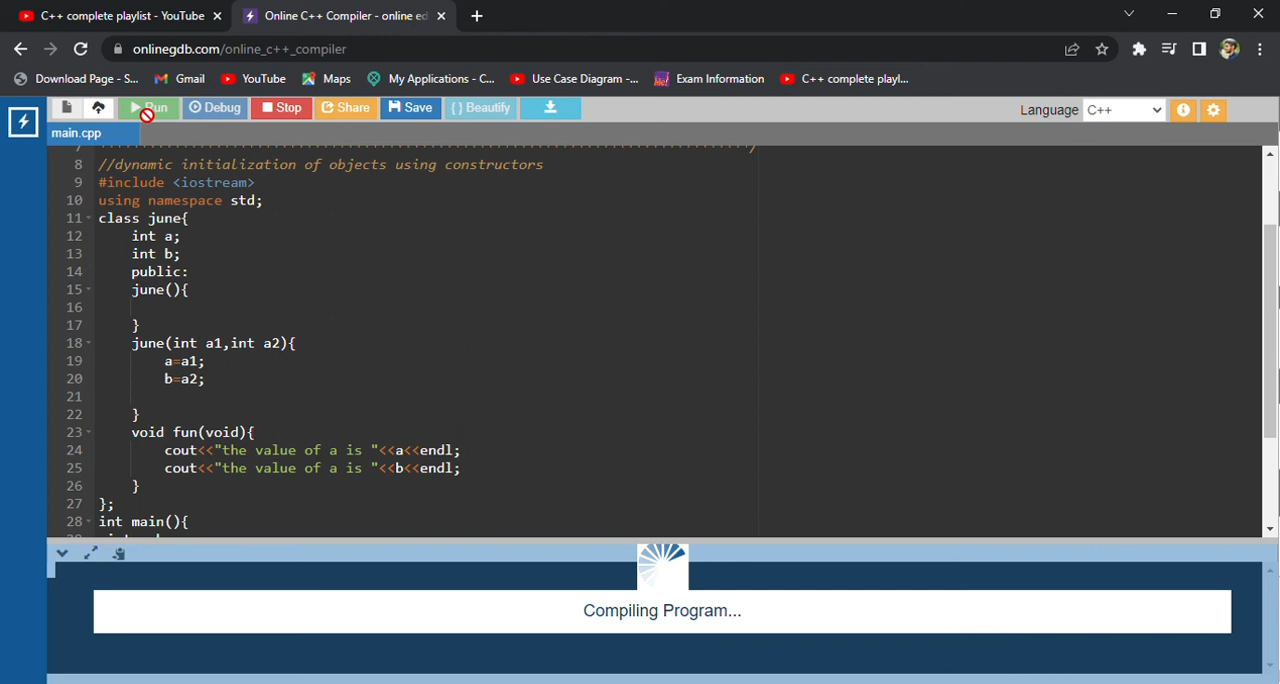 C++ complete playlist - YouTube
Online C++ Compiler - online ed
onlinegdb.com/online_c++_compiler
Download Page - S... Gmail YouTube Maps My Applications - C... Use Case Diagram -... Exam Information C++ complete playl...
Run Debug Stop Share Save {} Beautify Language C++
main.cpp
7 /
8 //dynamic initialization of objects using constructors
9 #include <iostream>
10 using namespace std;
11 class june{
12 int a;
13 int b;
14 public:
15 june(){
16
17 }
18 june(int a1,int a2){
19 a=a1;
20 b=a2;
21
22 }
23 void fun(void){
24 cout<<"the value of a is "<<a<<endl;
25 cout<<"the value of a is "<<b<<endl;
26 }
27 };
28 int main(){
Compiling Program...